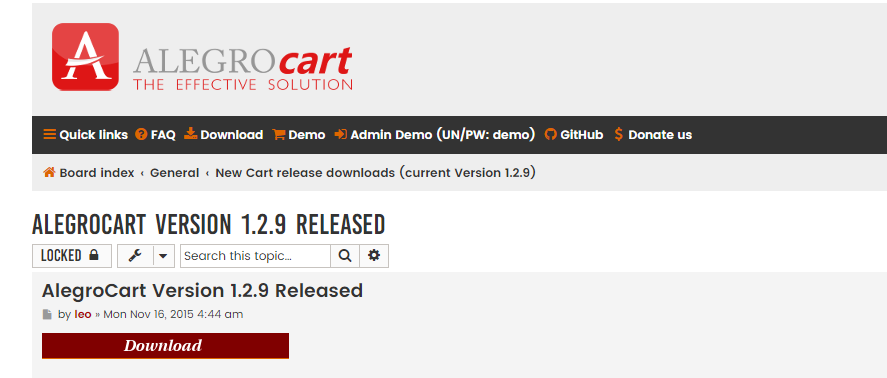 A ALEGROcart
THE EFFECTIVE SOLUTION
Quick links FAQ Download Demo Admin Demo (UN/PW: demo) GitHub $ Donate us
Board index ‹ General ‹ New Cart release downloads (current Version 1.2.9)
ALEGROCART VERSION 1.2.9 RELEASED
LOCKED Search this topic…
AlegroCart Version 1.2.9 Released
by leo » Mon Nov 16, 2015 4:44 am
Download